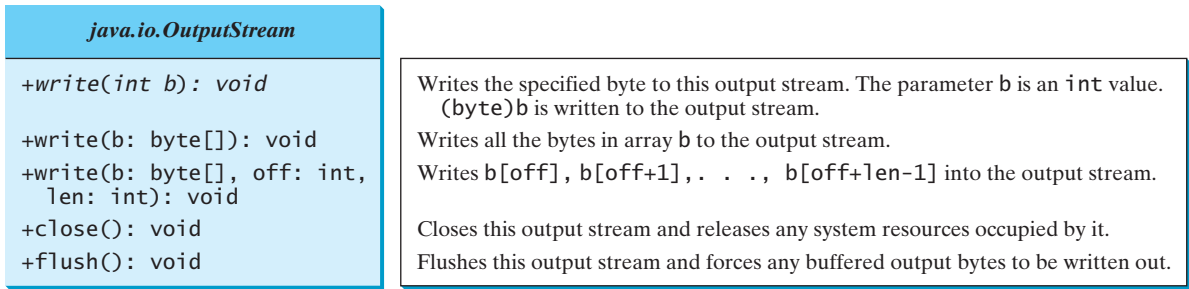 java.io.OutputStream
+write(int b): void
Writes the specified byte to this output stream. The parameter b is an int value.
(byte)b is written to the output stream.
+write(b: byte[]): void
Writes all the bytes in array b to the output stream.
+write(b: byte[], off: int,
len: int): void
Writes b[off], b[off+1],. . ., b[off+len-1] into the output stream.
+close(): void
Closes this output stream and releases any system resources occupied by it.
+flush(): void
Flushes this output stream and forces any buffered output bytes to be written out.